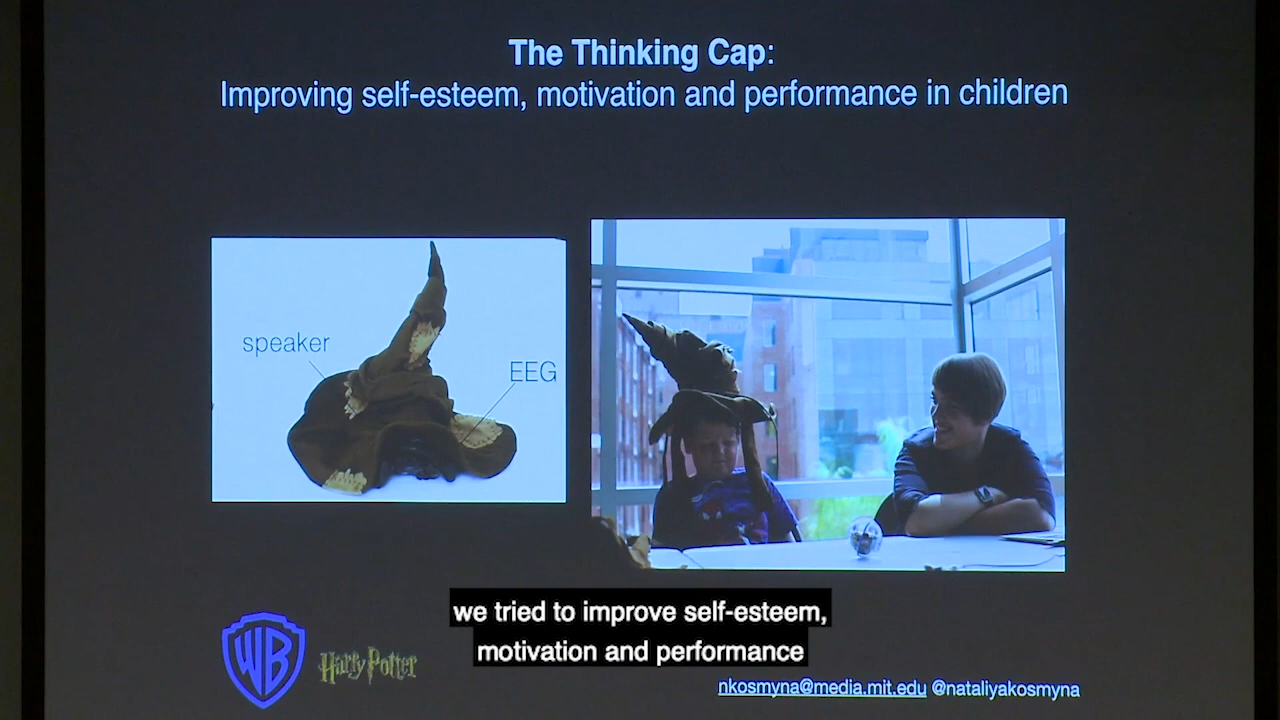 The Thinking Cap:
Improving self-esteem, motivation and performance in children
speaker
EEG
we tried to improve self-esteem,
motivation and performance
WB
Harry Potter
nkosmyna@media.mit.edu @nataliyakosmyna